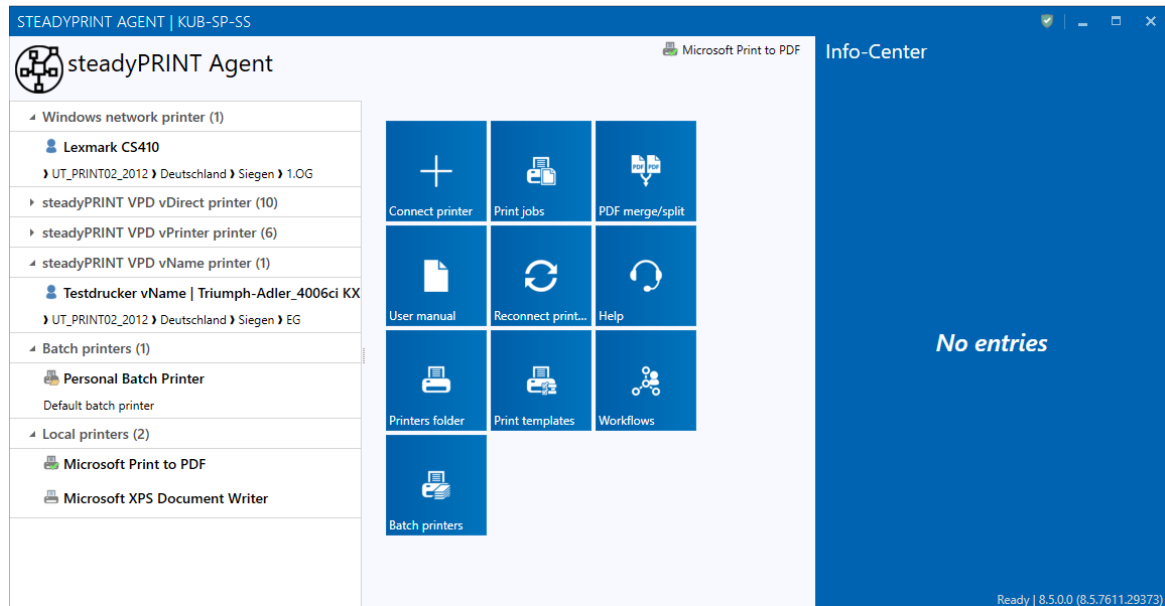 STEADYPRINT AGENT | KUB-SP-SS
steadyPRINT Agent
Microsoft Print to PDF
Windows network printer (1)
Lexmark CS410
UT_PRINT02_2012 Deutschland Siegen 1.OG
steadyPRINT VPD vDirect printer (10)
steadyPRINT VPD vPrinter printer (6)
steadyPRINT VPD vName printer (1)
Testdrucker vName | Triumph-Adler_4006ci KX
UT_PRINT02_2012 Deutschland Siegen EG
Batch printers (1)
Personal Batch Printer
Default batch printer
Local printers (2)
Microsoft Print to PDF
Microsoft XPS Document Writer
Connect printer
Print jobs
PDF PDF
PDF merge/split
User manual
Reconnect print...
Help
Printers folder
Print templates
Workflows
Batch printers
Info-Center
No entries
Ready | 8.5.0.0 (8.5.7611.29373)